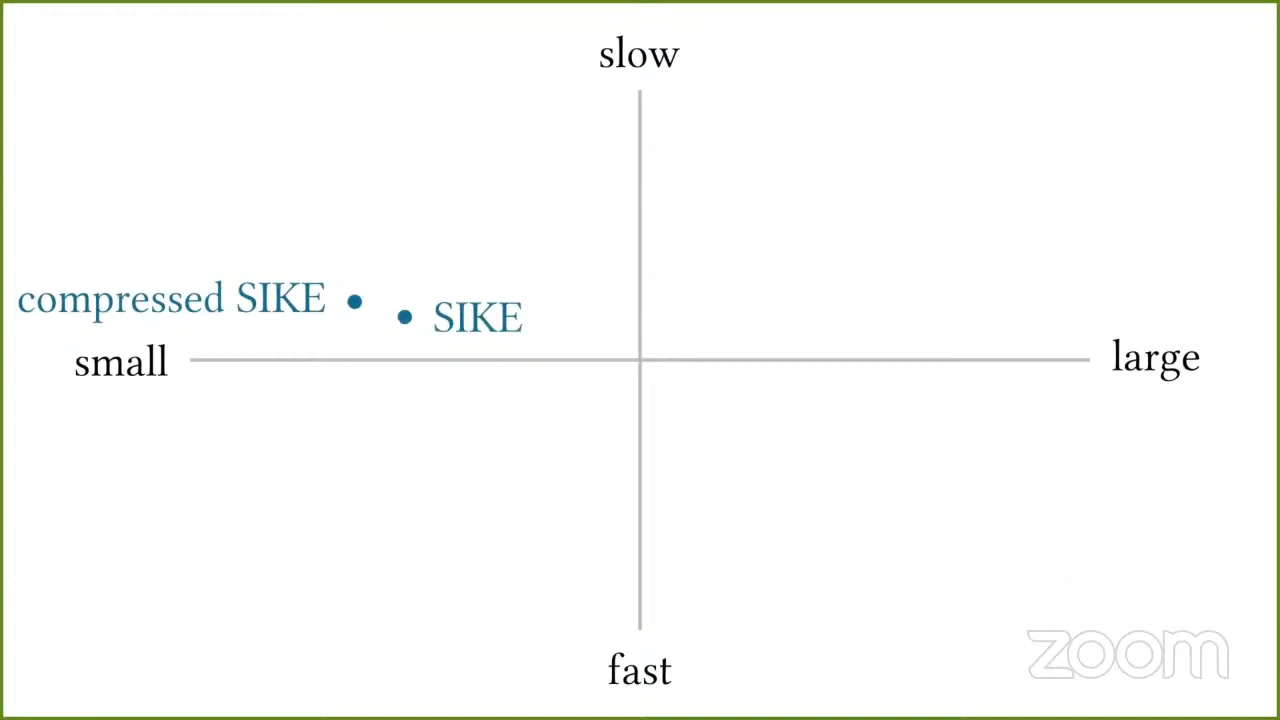 slow
compressed SIKE
SIKE
small
large
fast
zoom